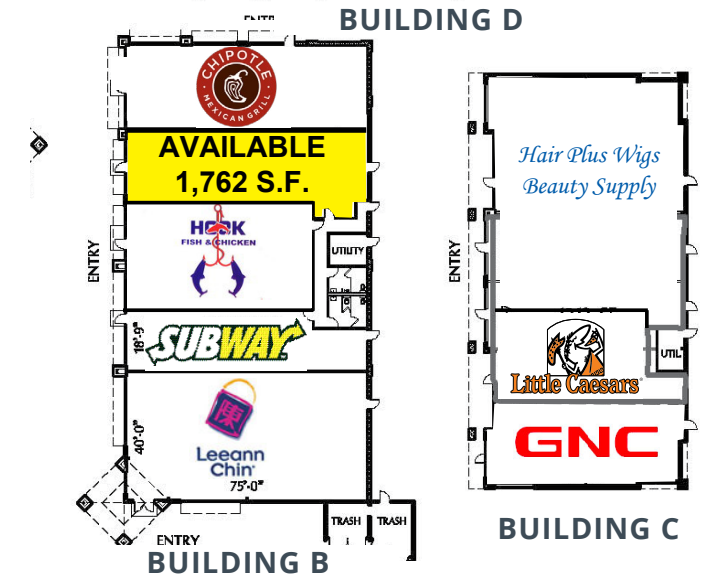 BUILDING D
CHIPOTLE
MEXICAN GRILL
AVAILABLE
1,762 S.F.
HOOK
FISH & CHICKEN
UTILITY
ENTRY
18'-9"
SUBWAY
40'-0"
Leeann
Chin
75'-0"
TRASH
TRASH
ENTRY
BUILDING B
Hair Plus Wigs
Beauty Supply
ENTRY
UTIL
Little Caesars
GNC
BUILDING C